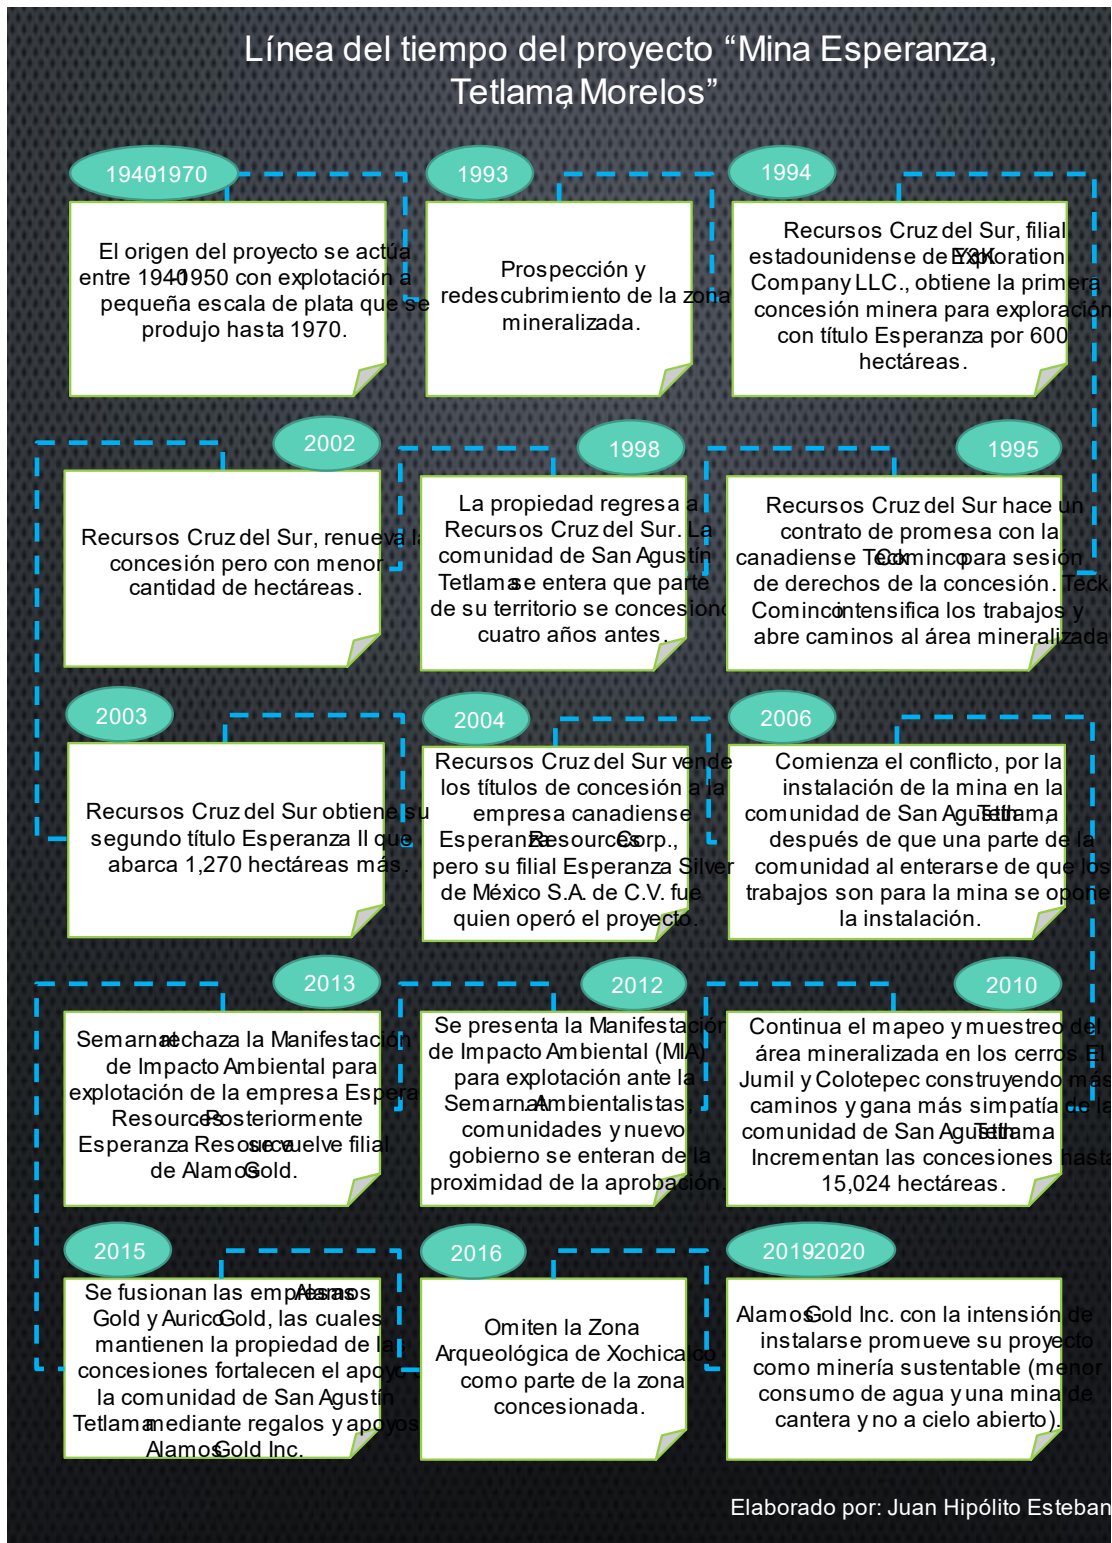 Línea del tiempo del proyecto “Mina Esperanza,
Tetlama, Morelos”
1940-1970
El origen del proyecto se actúa
entre 1940-1950 con explotación a
pequeña escala de plata que se
produjo hasta 1970.
1993
Prospección y
redescubrimiento de la zona
mineralizada.
1994
Recursos Cruz del Sur, filial
estadounidense de Exploration
Company LLC., obtiene la primera
concesión minera para exploración
con título Esperanza por 600
hectáreas.
1995
Recursos Cruz del Sur hace un
contrato de promesa con la
canadiense Teck Cominco para sesión
de derechos de la concesión. Teck
Cominco intensifica los trabajos y
abre caminos al área mineralizada
1998
La propiedad regresa a
Recursos Cruz del Sur. La
comunidad de San Agustín
Tetlama se entera que parte
de su territorio se concesionó
cuatro años antes.
2002
Recursos Cruz del Sur, renueva la
concesión pero con menor
cantidad de hectáreas.
2003
Recursos Cruz del Sur obtiene su
segundo título Esperanza II que
abarca 1,270 hectáreas más.
2004
Recursos Cruz del Sur vende
los títulos de concesión a la
empresa canadiense
Esperanza Resources Corp.,
pero su filial Esperanza Silver
de México S.A. de C.V. fue
quien operó el proyecto.
2006
Comienza el conflicto, por la
instalación de la mina en la
comunidad de San Agustín Tetlama,
después de que una parte de la
comunidad al enterarse de que los
trabajos son para la mina se opone
la instalación.
2010
Continua el mapeo y muestreo del
área mineralizada en los cerros El
Jumil y Colotepec construyendo más
caminos y gana más simpatía de la
comunidad de San Agustín Tetlama.
Incrementan las concesiones hasta
15,024 hectáreas.
2012
Se presenta la Manifestación
de Impacto Ambiental (MIA)
para explotación ante la
Semarnat. Ambientalistas,
comunidades y nuevo
gobierno se enteran de la
proximidad de la aprobación.
2013
Semarnat rechaza la Manifestación
de Impacto Ambiental para
explotación de la empresa Espera
Resources. Posteriormente
Esperanza Resource se vuelve filial
de Alamos Gold.
2015
Se fusionan las empresas Alamos
Gold y Aurico Gold, las cuales
mantienen la propiedad de las
concesiones fortalecen el apoyo
la comunidad de San Agustín
Tetlama mediante regalos y apoyos
Alamos Gold Inc.
2016
Omiten la Zona
Arqueológica de Xochicalco
como parte de la zona
concesionada.
2019-2020
Alamos Gold Inc. con la intensión de
instalarse promueve su proyecto
como minería sustentable (menor
consumo de agua y una mina de
cantera y no a cielo abierto).
Elaborado por: Juan Hipólito Esteban